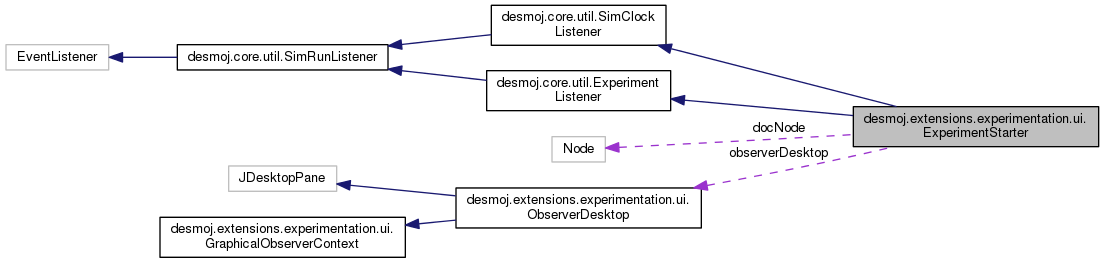 desmoj.core.util.SimClock
Listener
EventListener
desmoj.core.util.SimRunListener
desmoj.core.util.Experiment
Listener
desmoj.extensions.experimentation.ui.
ExperimentStarter
docNode
Node
observerDesktop
JDesktopPane
desmoj.extensions.experimentation.ui.
ObserverDesktop
desmoj.extensions.experimentation.ui.
GraphicalObserverContext